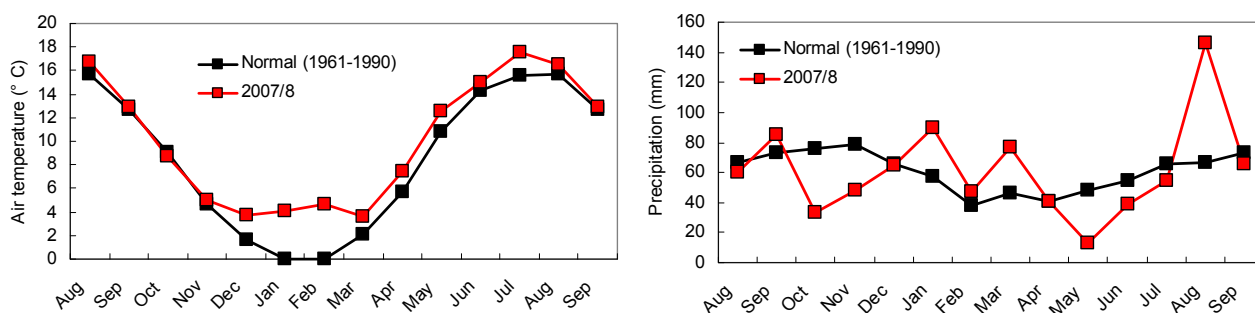 20
18
16
14
12
10
8
6
4
2
0
Air temperature (° C)
Normal (1961-1990)
2007/8
Aug
Sep
Oct
Nov
Dec
Jan
Feb
Mar
Apr
May
Jun
Jul
Aug
Sep
160
140
120
100
80
60
40
20
0
Precipitation (mm)
Normal (1961-1990)
2007/8
Aug
Sep
Oct
Nov
Dec
Jan
Feb
Mar
Apr
May
Jun
Jul
Aug
Sep